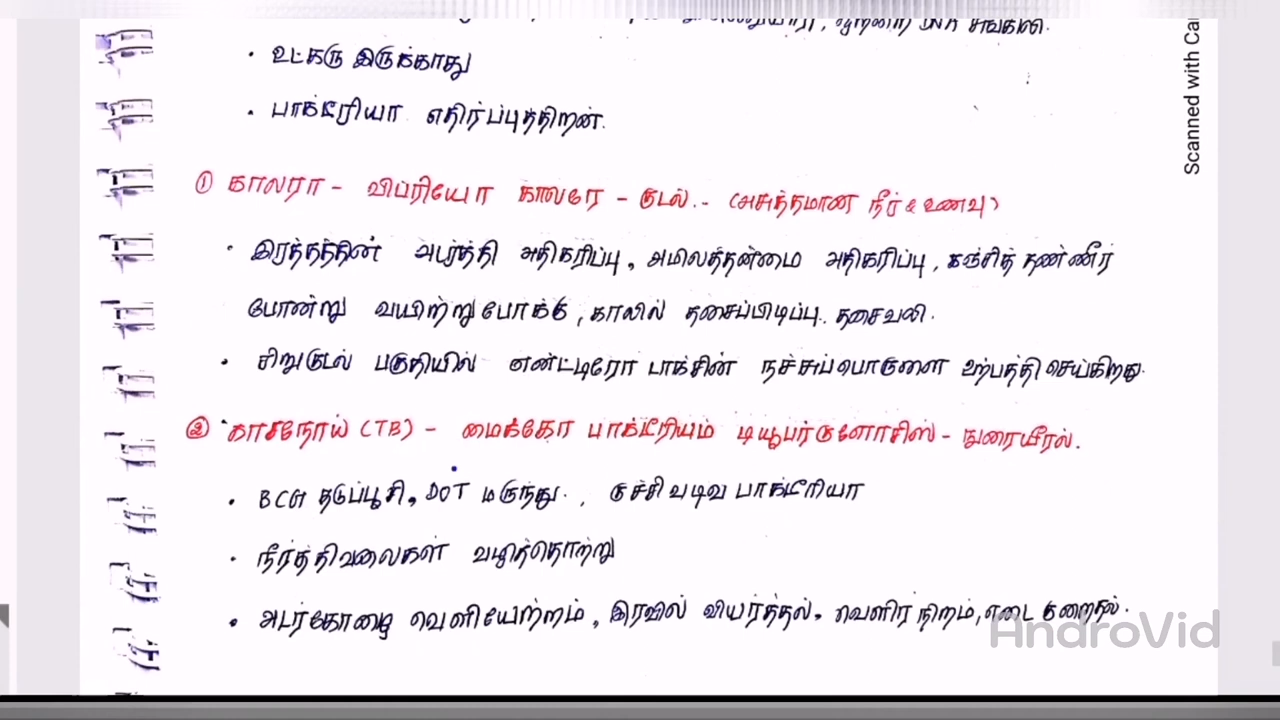 • உட்கரு இருக்காது
• பாக்டீரியா எதிர்ப்புத்திறன்.
① காலரா - விப்ரியோ காலரே - குடல். - (அசுத்தமான நீர் & உணவு)
• இரத்தத்தின் அடர்த்தி அதிகரிப்பு, அமிலத்தன்மை அதிகரிப்பு, கஞ்சித் தண்ணீர்
போன்று வயிற்று போக்கு, காலில் தசைப்பிடிப்பு. தசைவலி.
• சிறுகுடல் பகுதியில் என்ட்டிரோ டாக்சின் நச்சுப்பொருளை உற்பத்தி செய்கிறது.
② காசநோய் (TB) - மைக்கோ பாக்டீரியம் டியூபர்குளோசிஸ் - நுரையீரல்.
• BCG தடுப்பூசி, DOT மருந்து., குச்சி வடிவ பாக்டீரியா
• நீர்த்திவலைகள் வழித்தொற்று
• அடர்கோழை வெளியேற்றம், இரவில் வியர்த்தல், வெளிர் நிறம், எடை குறைதல்.
Scanned with Ca
AndroVid